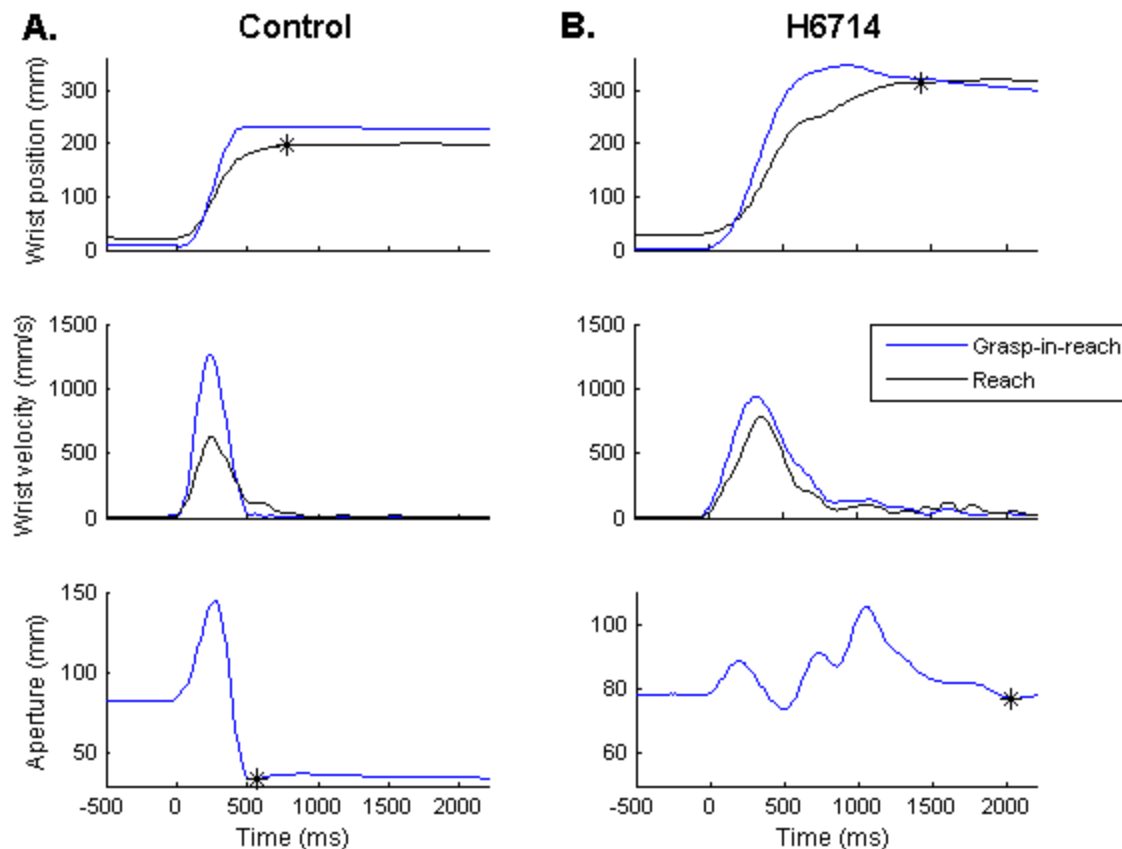 A. Control
B. H6714
Wrist position (mm)
300
200
100
0
300
200
100
0
Wrist velocity (mm/s)
1500
1000
500
0
1500
1000
500
0
Grasp-in-reach
Reach
Aperture (mm)
150
100
50
100
80
60
-500 0 500 1000 1500 2000
Time (ms)
-500 0 500 1000 1500 2000
Time (ms)